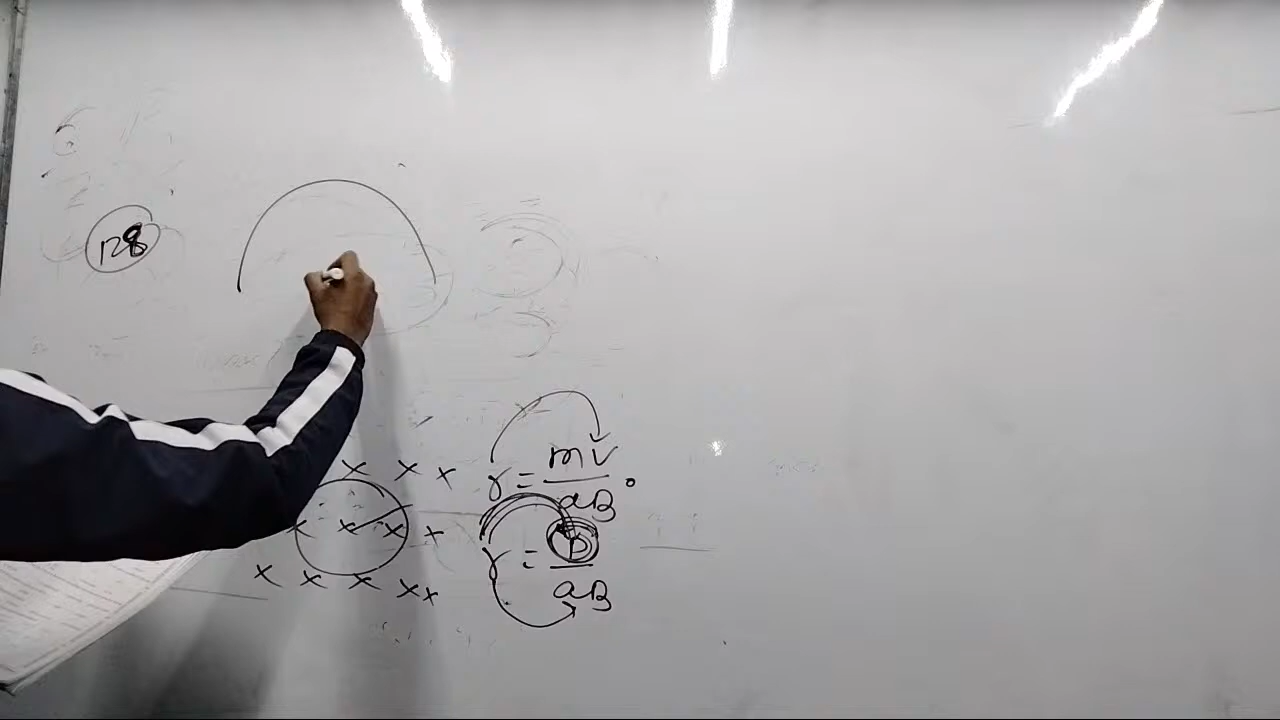 128
x x x
r = mv/qB
x x x x
r = p/qB
x x x x x